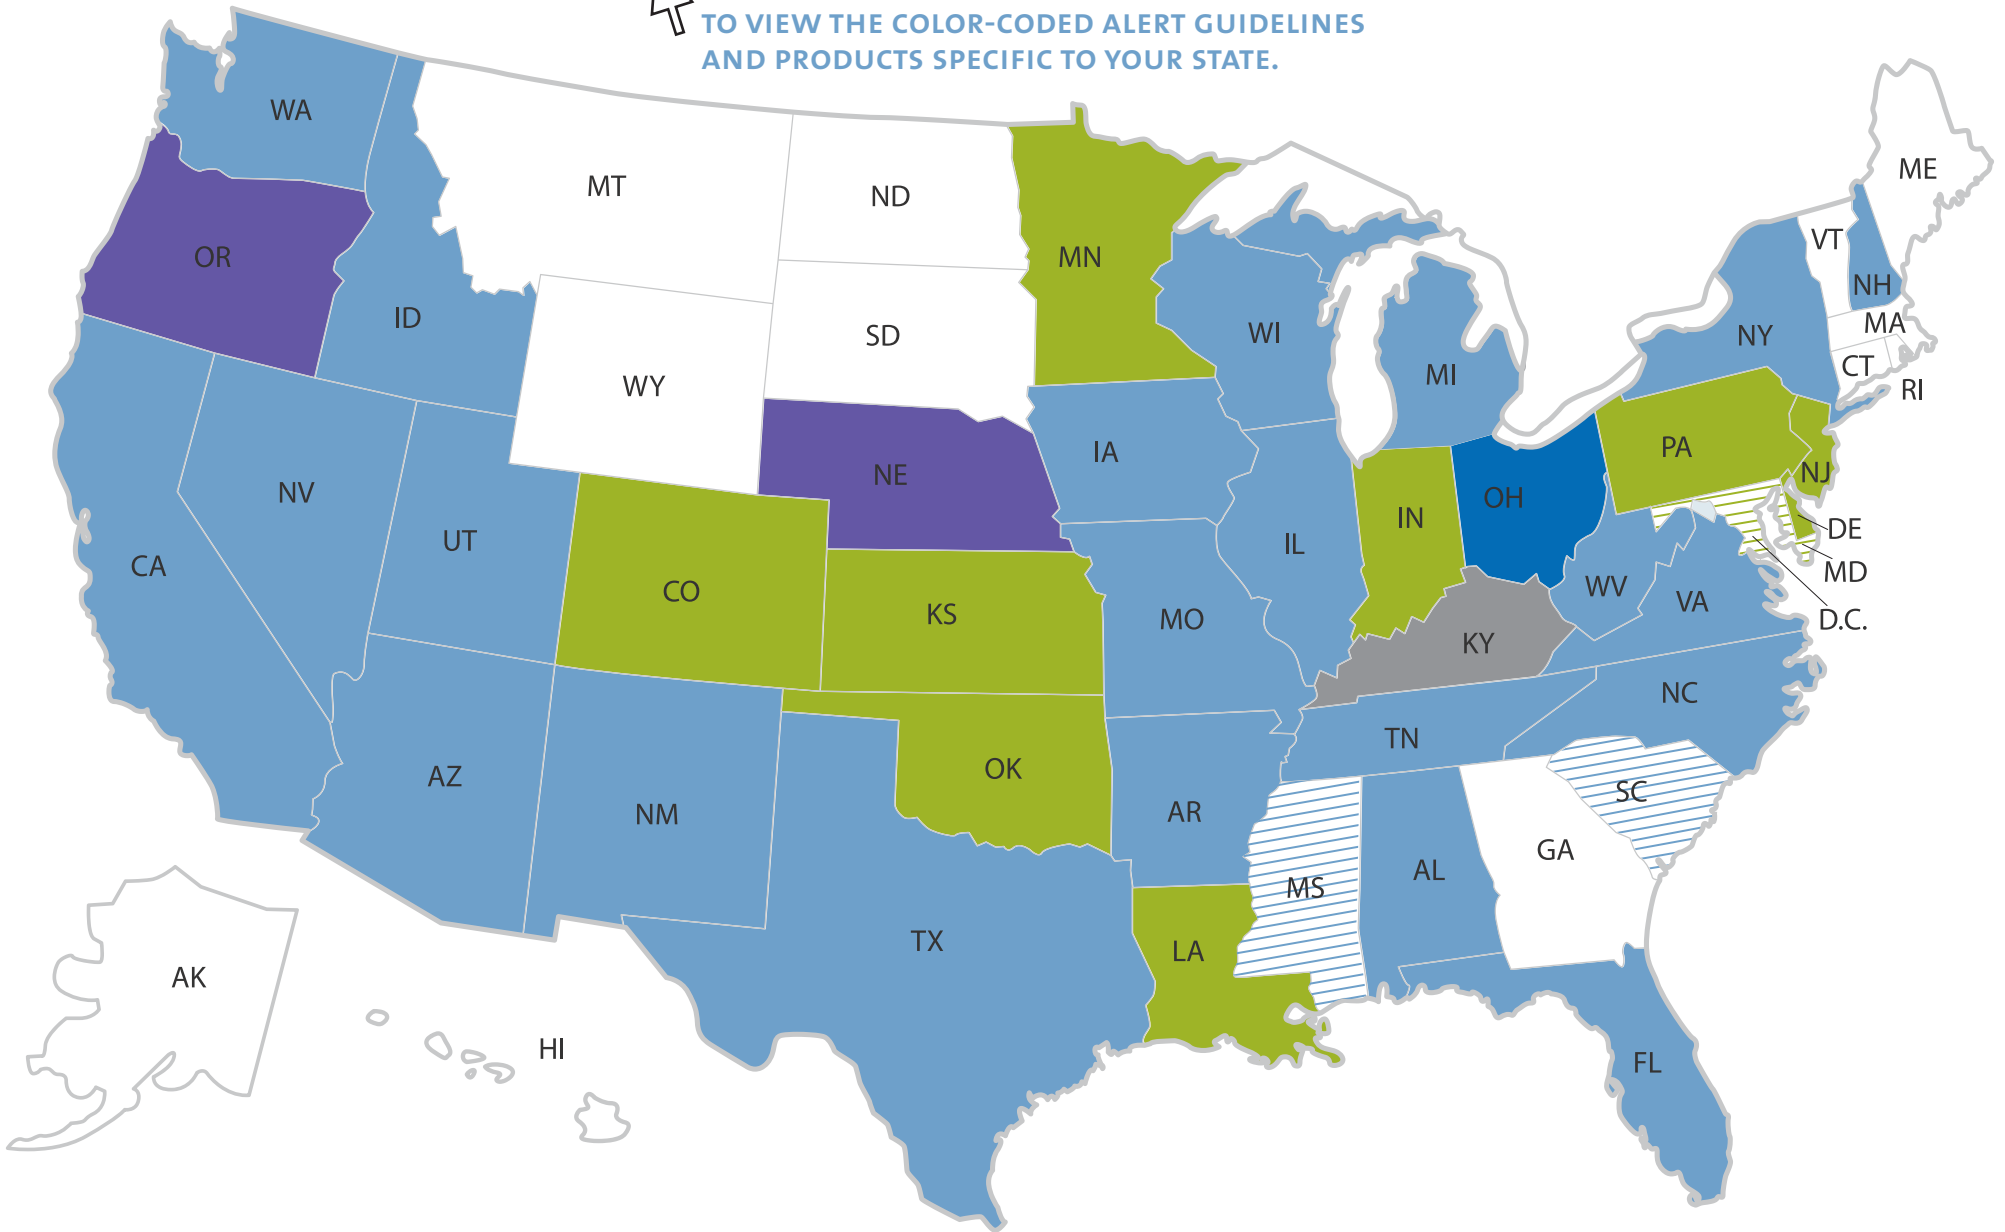 TO VIEW THE COLOR-CODED ALERT GUIDELINES
AND PRODUCTS SPECIFIC TO YOUR STATE.
WA
MT
ND
ME
OR
MN
VT
ID
NH
SD
WI
MA
NY
WY
MI
CT
RI
IA
PA
NE
NJ
NV
OH
IN
DE
UT
IL
CA
MD
CO
WV
VA
KS
MO
D.C.
KY
NC
TN
OK
AZ
SC
NM
AR
GA
AL
MS
TX
LA
AK
HI
FL